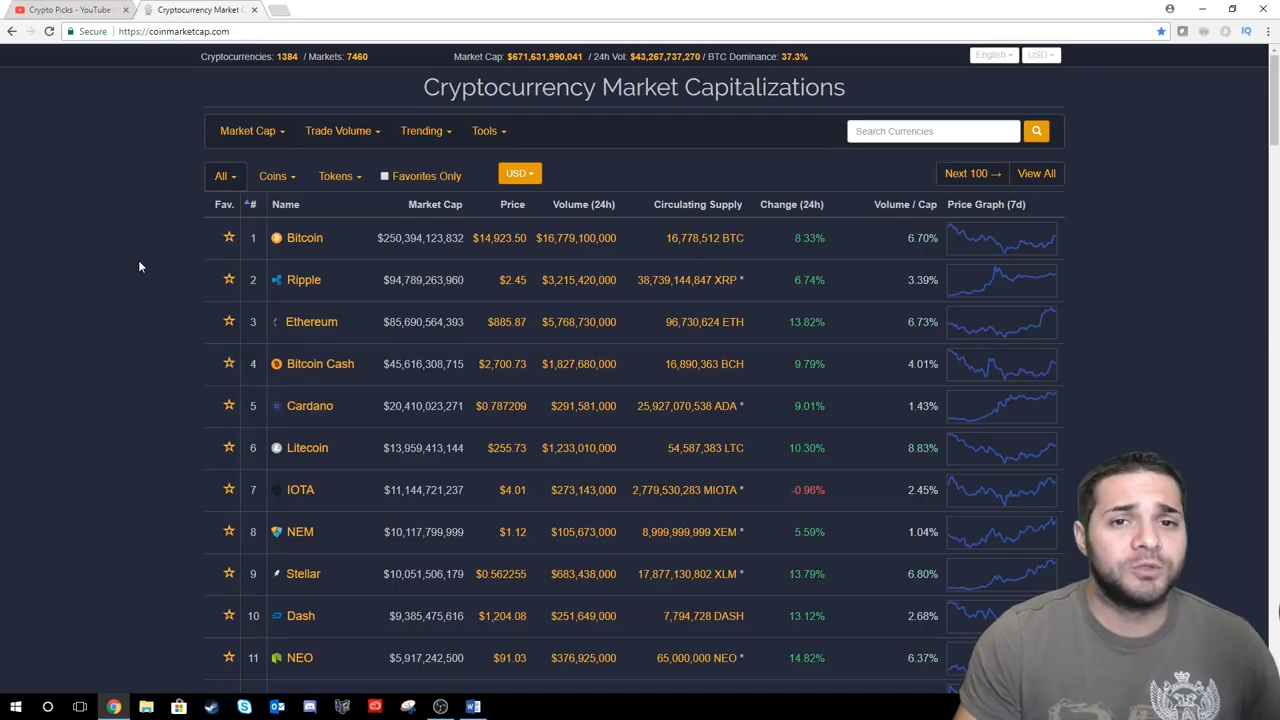 Crypto Picks - YouTube
Cryptocurrency Market C
Secure https://coinmarketcap.com
Cryptocurrencies: 1384 / Markets: 7460 Market Cap: $671,631,990,041 / 24h Vol: $43,267,737,270 / BTC Dominance: 37.3% English USD
Cryptocurrency Market Capitalizations
Market Cap Trade Volume Trending Tools Search Currencies
All Coins Tokens Favorites Only USD Next 100 → View All
Fav. # Name Market Cap Price Volume (24h) Circulating Supply Change (24h) Volume / Cap Price Graph (7d)
1 Bitcoin $250,394,123,832 $14,923.50 $16,779,100,000 16,778,512 BTC 8.33% 6.70%
2 Ripple $94,789,263,960 $2.45 $3,215,420,000 38,739,144,847 XRP * 6.74% 3.39%
3 Ethereum $85,690,564,393 $885.87 $5,768,730,000 96,730,624 ETH 13.82% 6.73%
4 Bitcoin Cash $45,616,308,715 $2,700.73 $1,827,680,000 16,890,363 BCH 9.79% 4.01%
5 Cardano $20,410,023,271 $0.787209 $291,581,000 25,927,070,538 ADA * 9.01% 1.43%
6 Litecoin $13,959,413,144 $255.73 $1,233,010,000 54,587,383 LTC 10.30% 8.83%
7 IOTA $11,144,721,237 $4.01 $273,143,000 2,779,530,283 MIOTA * -0.96% 2.45%
8 NEM $10,117,799,999 $1.12 $105,673,000 8,999,999,999 XEM * 5.59% 1.04%
9 Stellar $10,051,506,179 $0.562255 $683,438,000 17,877,130,802 XLM * 13.79% 6.80%
10 Dash $9,385,475,616 $1,204.08 $251,649,000 7,794,728 DASH 13.12% 2.68%
11 NEO $5,917,242,500 $91.03 $376,925,000 65,000,000 NEO * 14.82% 6.37%